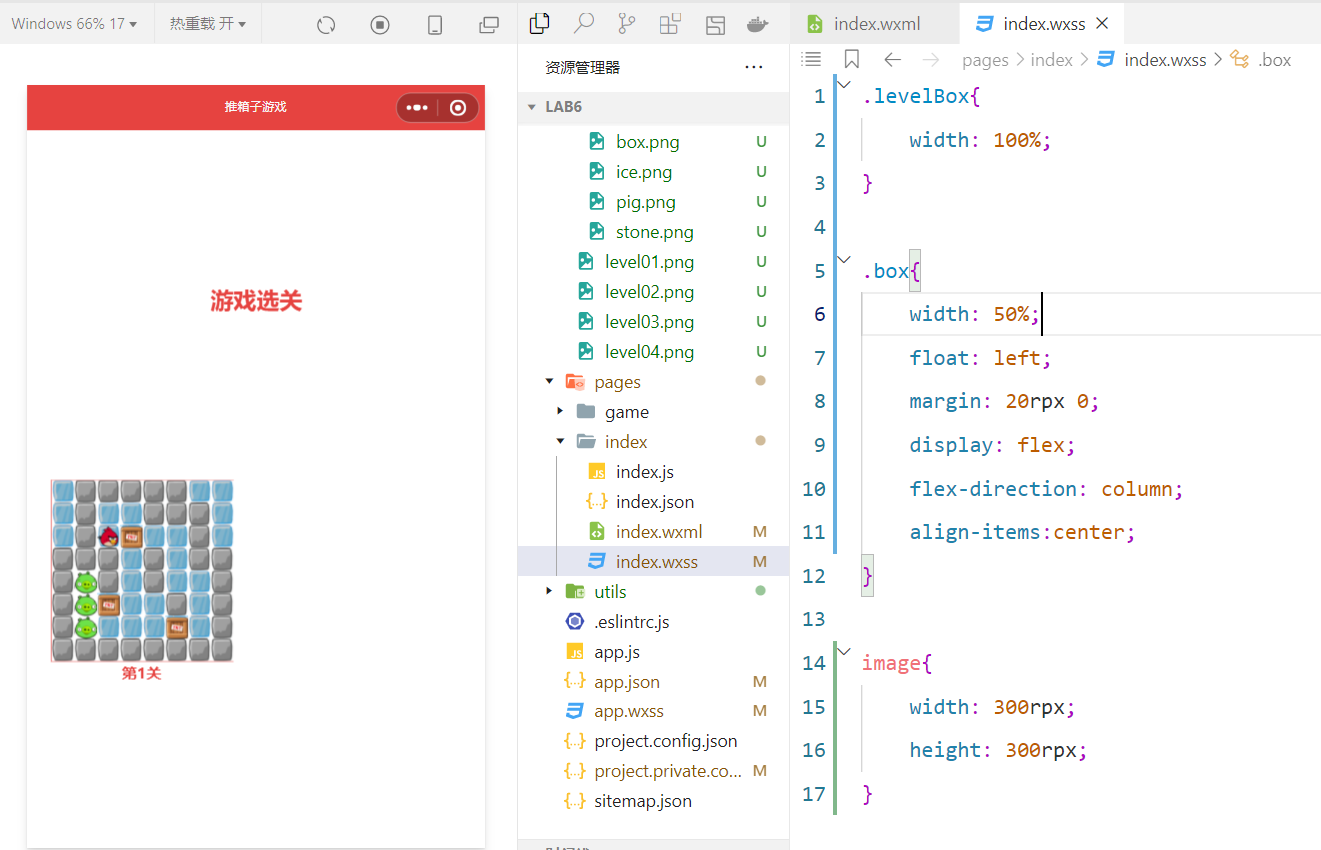 Windows 66% 17
热重载 开
推箱子游戏
游戏选关
第1关
资源管理器
LAB6
box.png U
ice.png U
pig.png U
stone.png U
level01.png U
level02.png U
level03.png U
level04.png U
pages
game
index
index.js
index.json
index.wxml M
index.wxss M
utils
.eslintrc.js
app.js
app.json M
app.wxss M
project.config.json
project.private.co... M
sitemap.json
index.wxml
index.wxss
pages > index > index.wxss > .box
1 .levelBox{
2 width: 100%;
3 }
4
5 .box{
6 width: 50%;
7 float: left;
8 margin: 20rpx 0;
9 display: flex;
10 flex-direction: column;
11 align-items:center;
12 }
13
14 image{
15 width: 300rpx;
16 height: 300rpx;
17 }